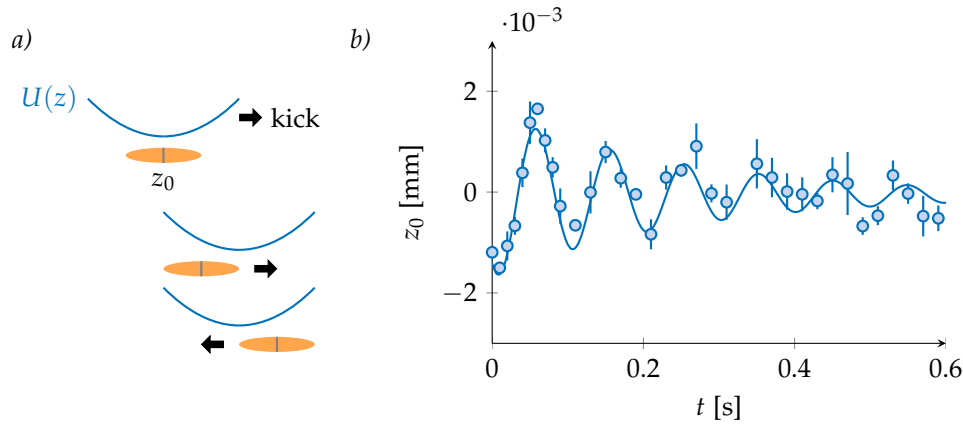 a)
U(z)
kick
z₀
b)
·10⁻³
2
0
−2
z₀ [mm]
0
0.2
0.4
0.6
t [s]